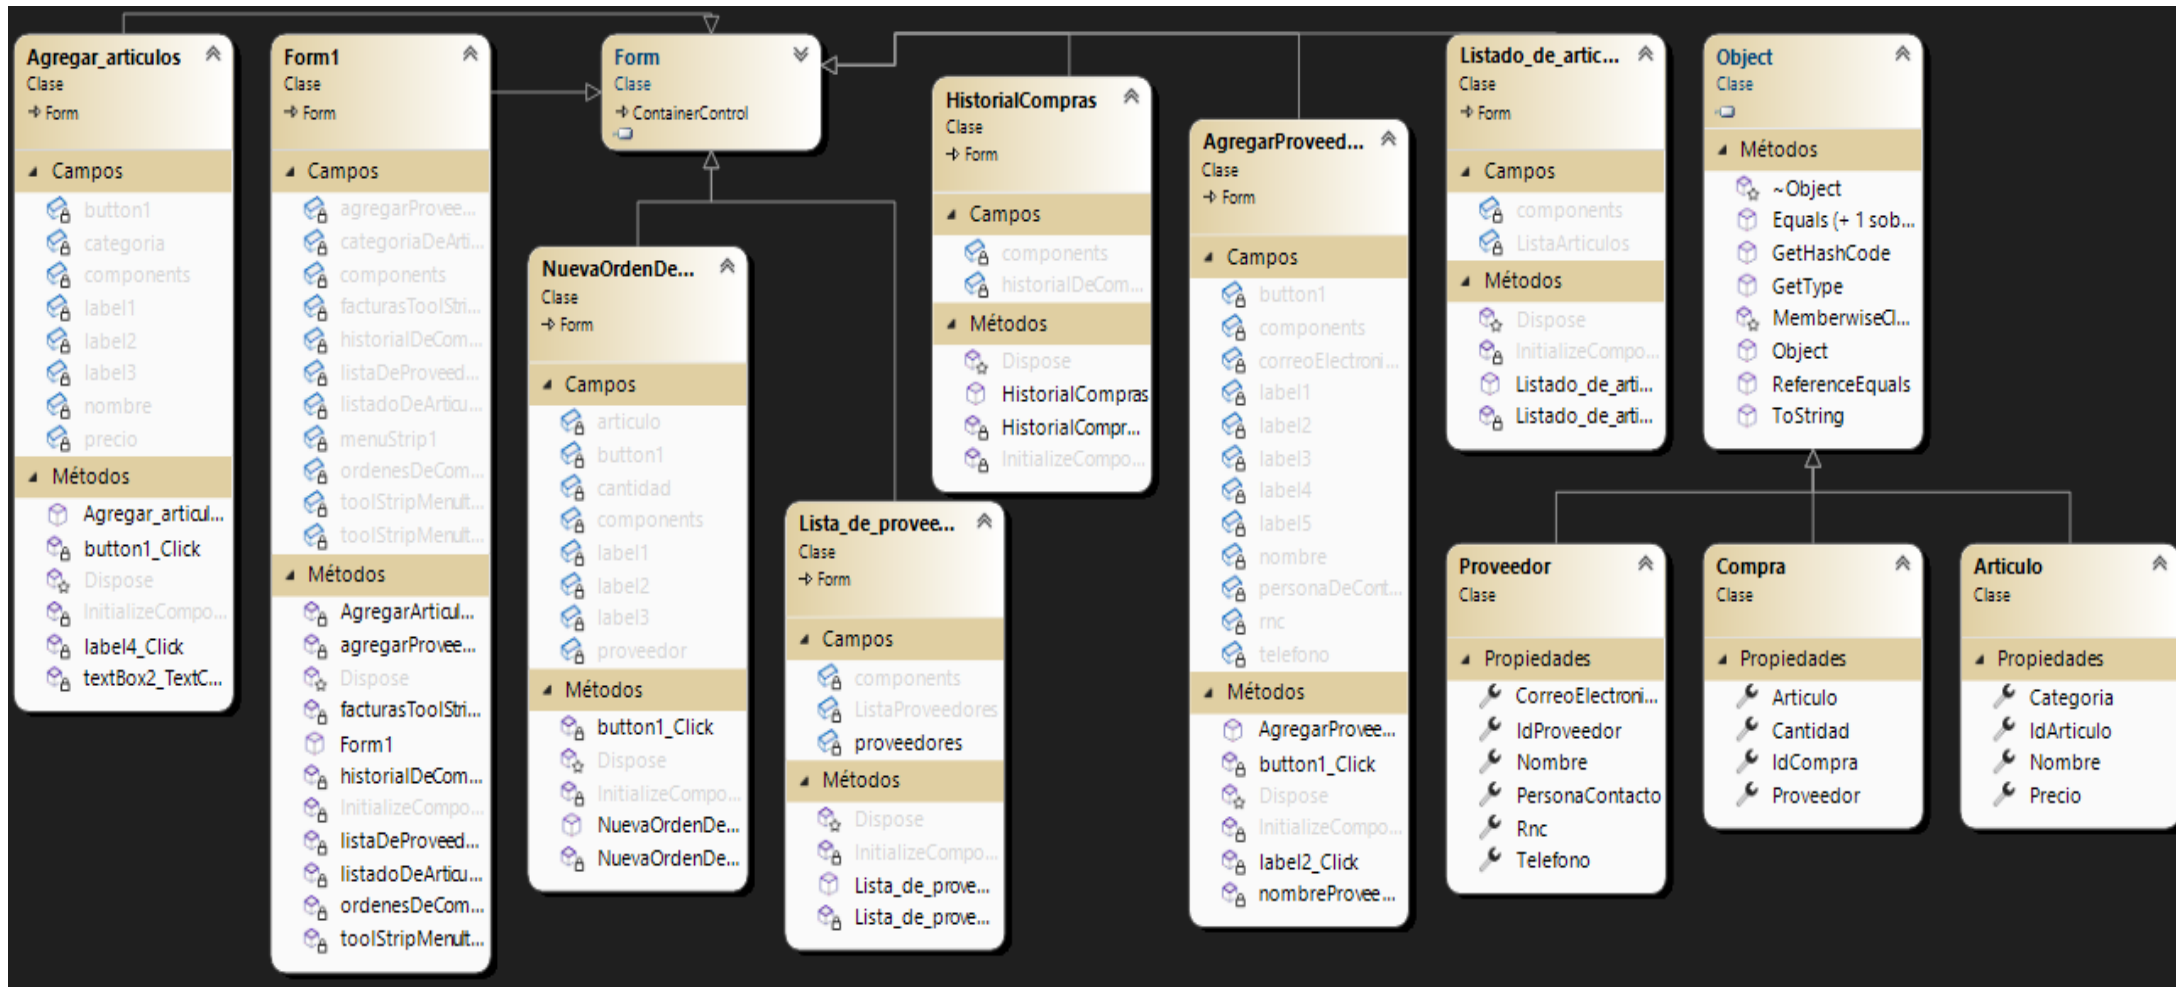 Agregar_articulos
Clase
Form
Campos
button1
categoria
components
label1
label2
label3
nombre
precio
Métodos
Agregar_articul...
button1_Click
Dispose
InitializeCompo...
label4_Click
textBox2_TextC...
Form1
Clase
Form
Campos
agregarProvee...
categoriaDeArti...
components
facturasToolStri...
historialDeCom...
listaDeProveed...
listadoDeArticu...
menuStrip1
ordenesDeCom...
toolStripMenuIt...
toolStripMenuIt...
Métodos
AgregarArticul...
agregarProvee...
Dispose
facturasToolStri...
Form1
historialDeCom...
InitializeCompo...
listaDeProveed...
listadoDeArticu...
ordenesDeCom...
toolStripMenuIt...
Form
Clase
ContainerControl
NuevaOrdenDe...
Clase
Form
Campos
articulo
button1
cantidad
components
label1
label2
label3
proveedor
Métodos
button1_Click
Dispose
InitializeCompo...
NuevaOrdenDe...
NuevaOrdenDe...
Lista_de_provee...
Clase
Form
Campos
components
ListaProveedores
proveedores
Métodos
Dispose
InitializeCompo...
Lista_de_prove...
Lista_de_prove...
HistorialCompras
Clase
Form
Campos
components
historialDeCom...
Métodos
Dispose
HistorialCompras
HistorialCompr...
InitializeCompo...
AgregarProveed...
Clase
Form
Campos
button1
components
correoElectroni...
label1
label2
label3
label4
label5
nombre
personaDeCont...
rnc
telefono
Métodos
AgregarProvee...
button1_Click
Dispose
InitializeCompo...
label2_Click
nombreProvee...
Listado_de_artic...
Clase
Form
Campos
components
ListaArticulos
Métodos
Dispose
InitializeCompo...
Listado_de_arti...
Listado_de_arti...
Object
Clase
Métodos
~Object
Equals (+ 1 sob...
GetHashCode
GetType
MemberwiseCl...
Object
ReferenceEquals
ToString
Proveedor
Clase
Propiedades
CorreoElectroni...
IdProveedor
Nombre
PersonaContacto
Rnc
Telefono
Compra
Clase
Propiedades
Articulo
Cantidad
IdCompra
Proveedor
Articulo
Clase
Propiedades
Categoria
IdArticulo
Nombre
Precio